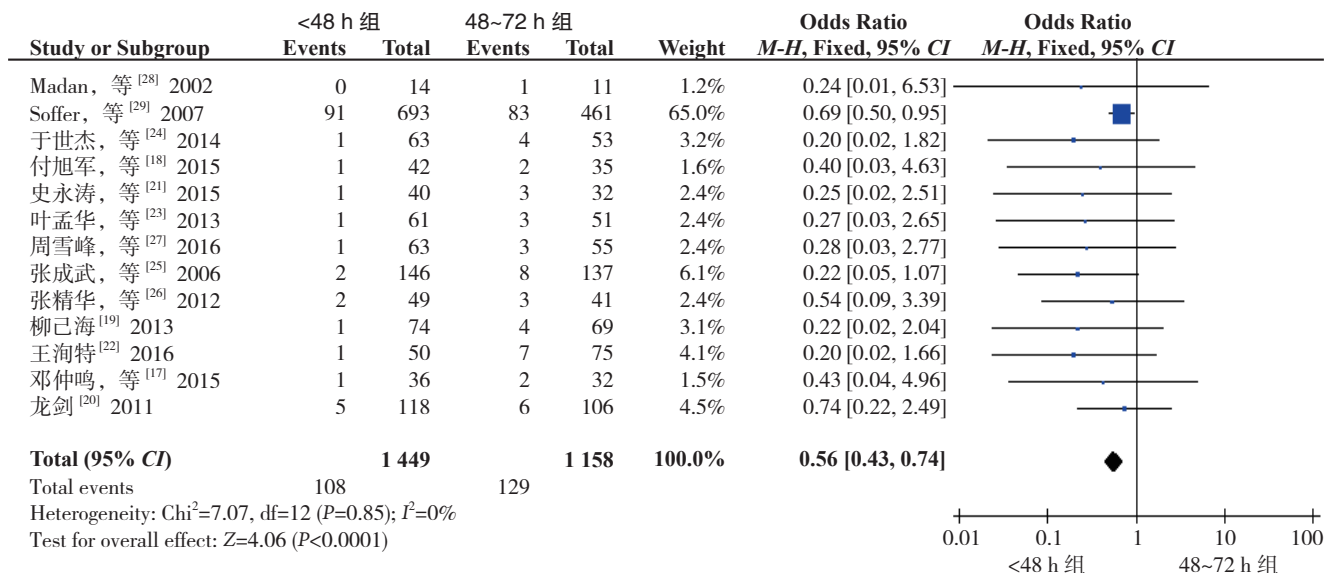 <48 h 组 48~72 h 组 Odds Ratio Odds Ratio
Study or Subgroup Events Total Events Total Weight M-H, Fixed, 95% CI M-H, Fixed, 95% CI
Madan，等 [28] 2002 0 14 1 11 1.2% 0.24 [0.01, 6.53]
Soffer，等 [29] 2007 91 693 83 461 65.0% 0.69 [0.50, 0.95]
于世杰，等 [24] 2014 1 63 4 53 3.2% 0.20 [0.02, 1.82]
付旭军，等 [18] 2015 1 42 2 35 1.6% 0.40 [0.03, 4.63]
史永涛，等 [21] 2015 1 40 3 32 2.4% 0.25 [0.02, 2.51]
叶孟华，等 [23] 2013 1 61 3 51 2.4% 0.27 [0.03, 2.65]
周雪峰，等 [27] 2016 1 63 3 55 2.4% 0.28 [0.03, 2.77]
张成武，等 [25] 2006 2 146 8 137 6.1% 0.22 [0.05, 1.07]
张精华，等 [26] 2012 2 49 3 41 2.4% 0.54 [0.09, 3.39]
柳己海 [19] 2013 1 74 4 69 3.1% 0.22 [0.02, 2.04]
王洵特 [22] 2016 1 50 7 75 4.1% 0.20 [0.02, 1.66]
邓仲鸣，等 [17] 2015 1 36 2 32 1.5% 0.43 [0.04, 4.96]
龙剑 [20] 2011 5 118 6 106 4.5% 0.74 [0.22, 2.49]
Total (95% CI) 1 449 1 158 100.0% 0.56 [0.43, 0.74]
Total events 108 129
Heterogeneity: Chi²=7.07, df=12 (P=0.85); I²=0%
Test for overall effect: Z=4.06 (P<0.0001)
0.01 0.1 1 10 100
<48 h 组 48~72 h 组